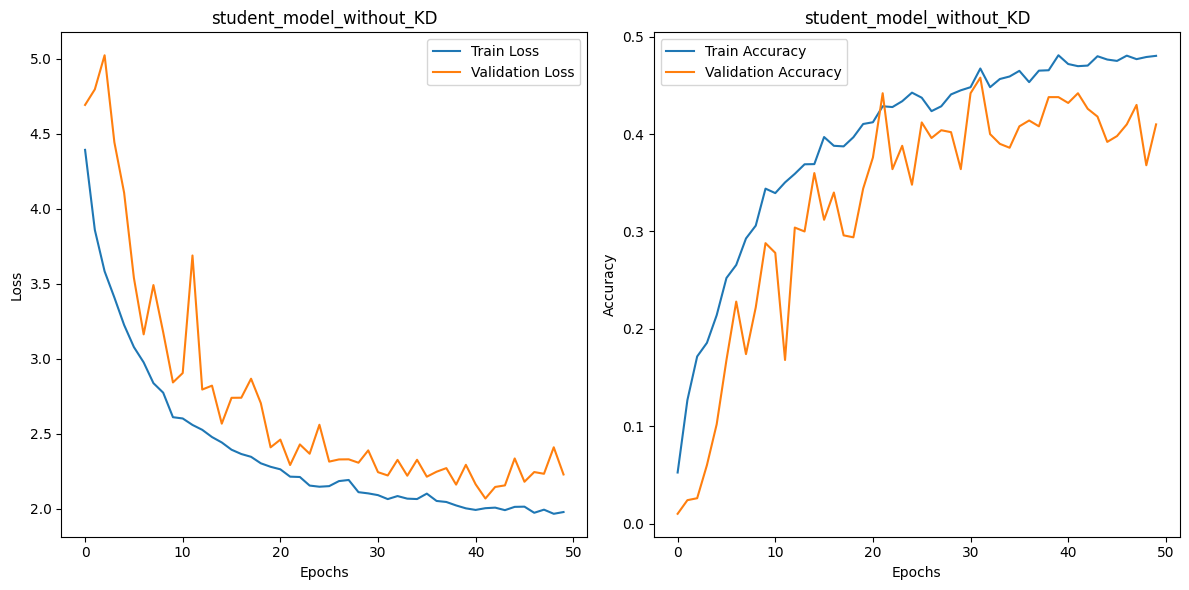 student_model_without_KD
Train Loss
Validation Loss
5.0
4.5
4.0
3.5
3.0
2.5
2.0
Loss
0 10 20 30 40 50
Epochs
student_model_without_KD
Train Accuracy
Validation Accuracy
0.5
0.4
0.3
0.2
0.1
0.0
Accuracy
0 10 20 30 40 50
Epochs